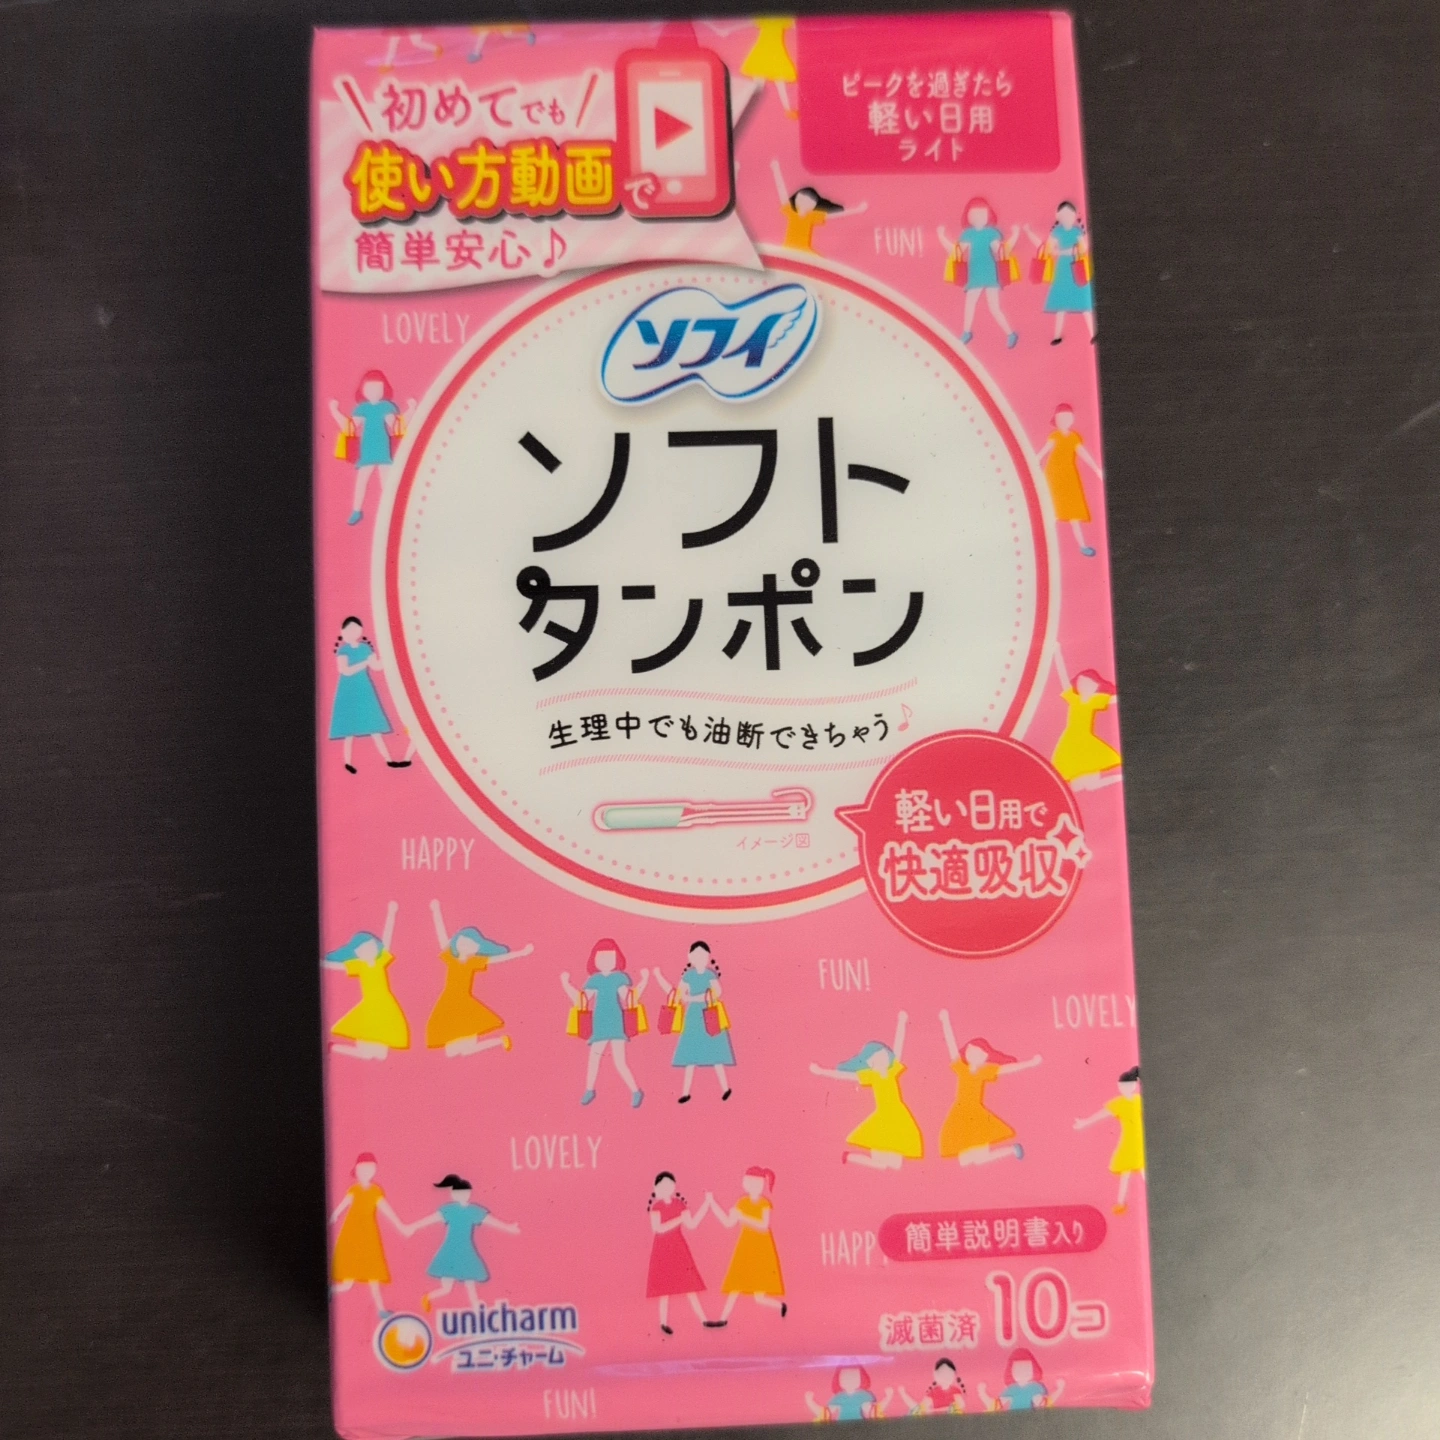 初めてでも
使い方動画で
簡単安心♪
ピークを過ぎたら
軽い日用
ライト
FUN!
LOVELY
ソフィ
ソフト
タンポン
生理中でも油断できちゃう♪
イメージ図
軽い日用で
快適吸収
HAPPY
FUN!
LOVELY
LOVELY
HAPPY
簡単説明書入り
滅菌済 10コ
unicharm
ユニ・チャーム
FUN!